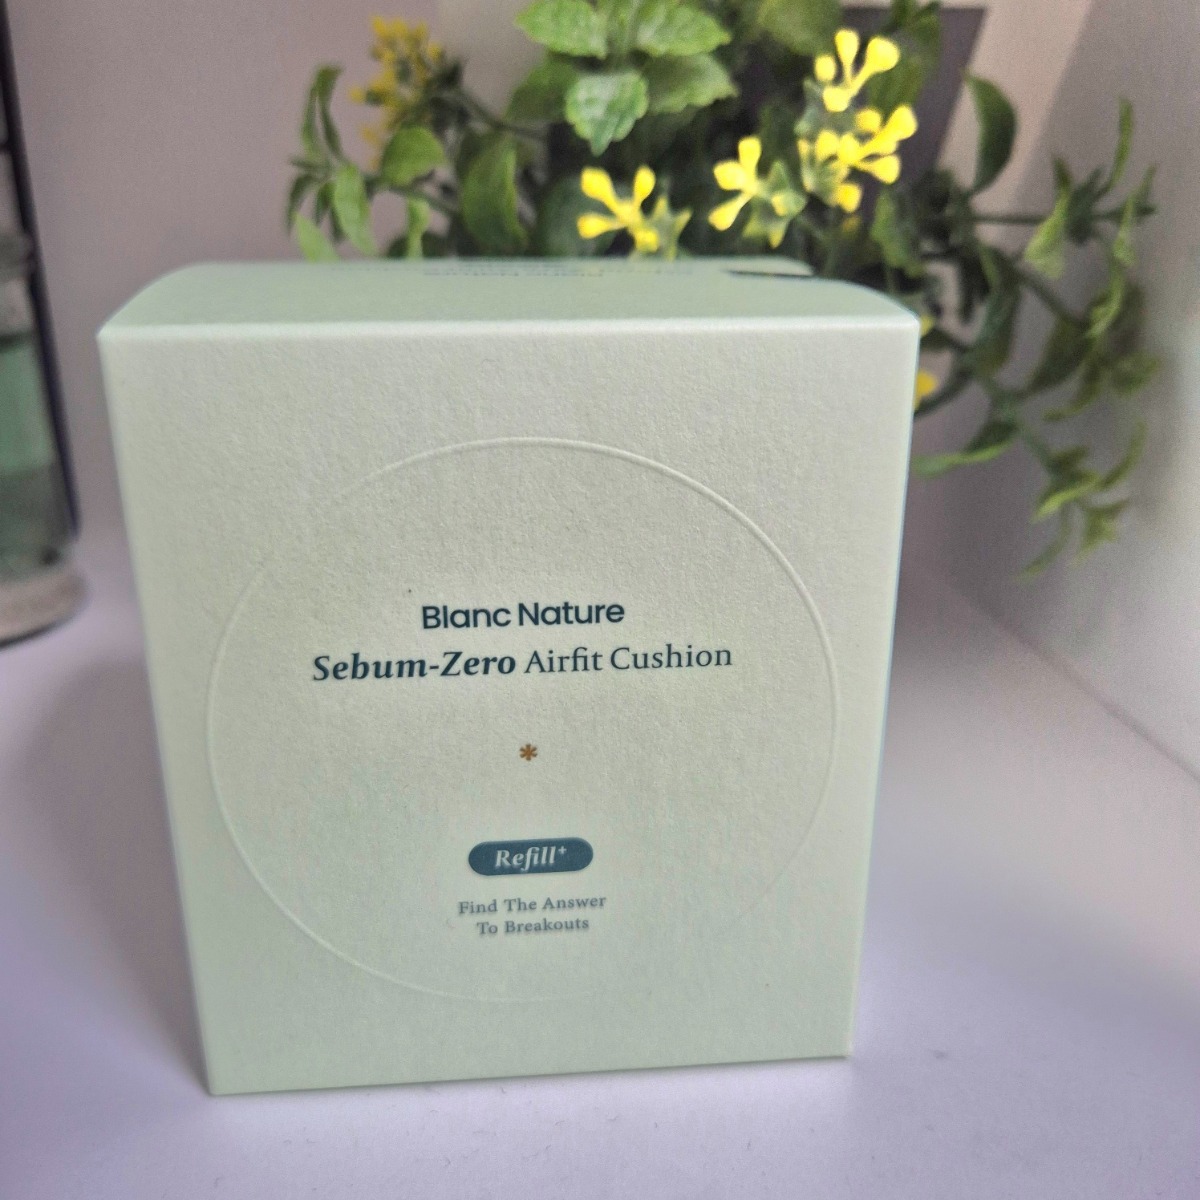 Blanc Nature
Sebum-Zero Airfit Cushion
*
Refill+
Find The Answer
To Breakouts